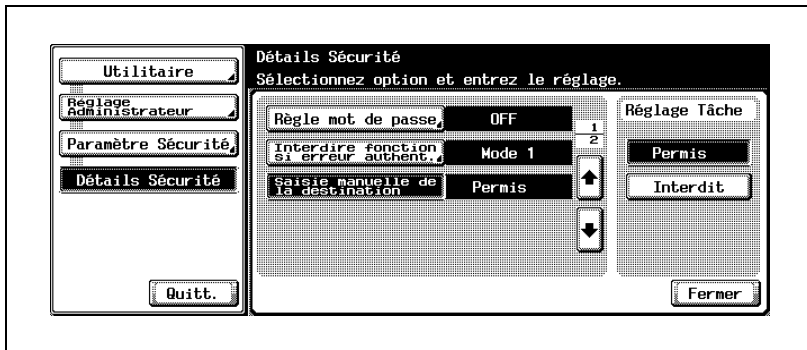 Utilitaire
Réglage
Administrateur
Paramètre Sécurité
Détails Sécurité
Quitt.
Détails Sécurité
Sélectionnez option et entrez le réglage.
Règle mot de passe
OFF
Interdire fonction
si erreur authent.
Mode 1
Saisie manuelle de
la destination
Permis
1
2
Réglage Tâche
Permis
Interdit
Fermer